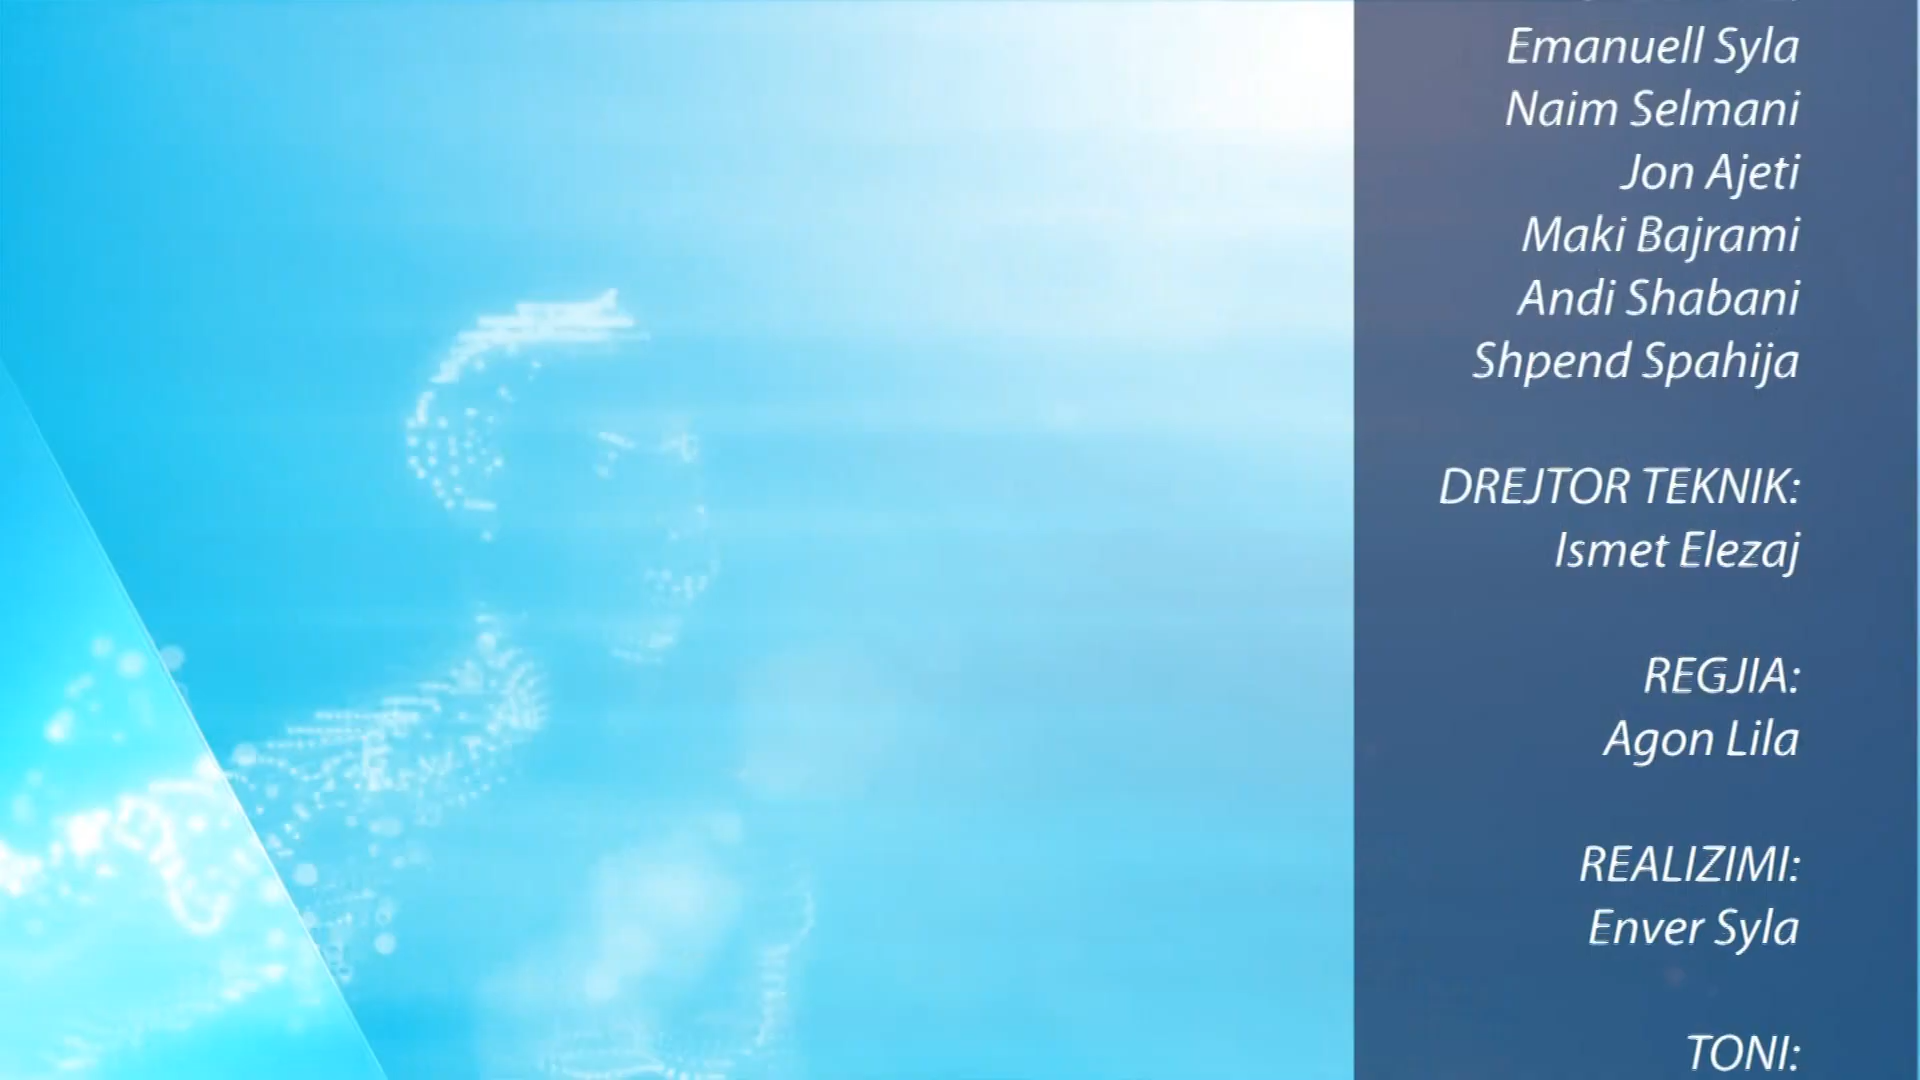 Emanuell Syla
Naim Selmani
Jon Ajeti
Maki Bajrami
Andi Shabani
Shpend Spahija
DREJTOR TEKNIK:
Ismet Elezaj
REGJIA:
Agon Lila
REALIZIMI:
Enver Syla
TONI: